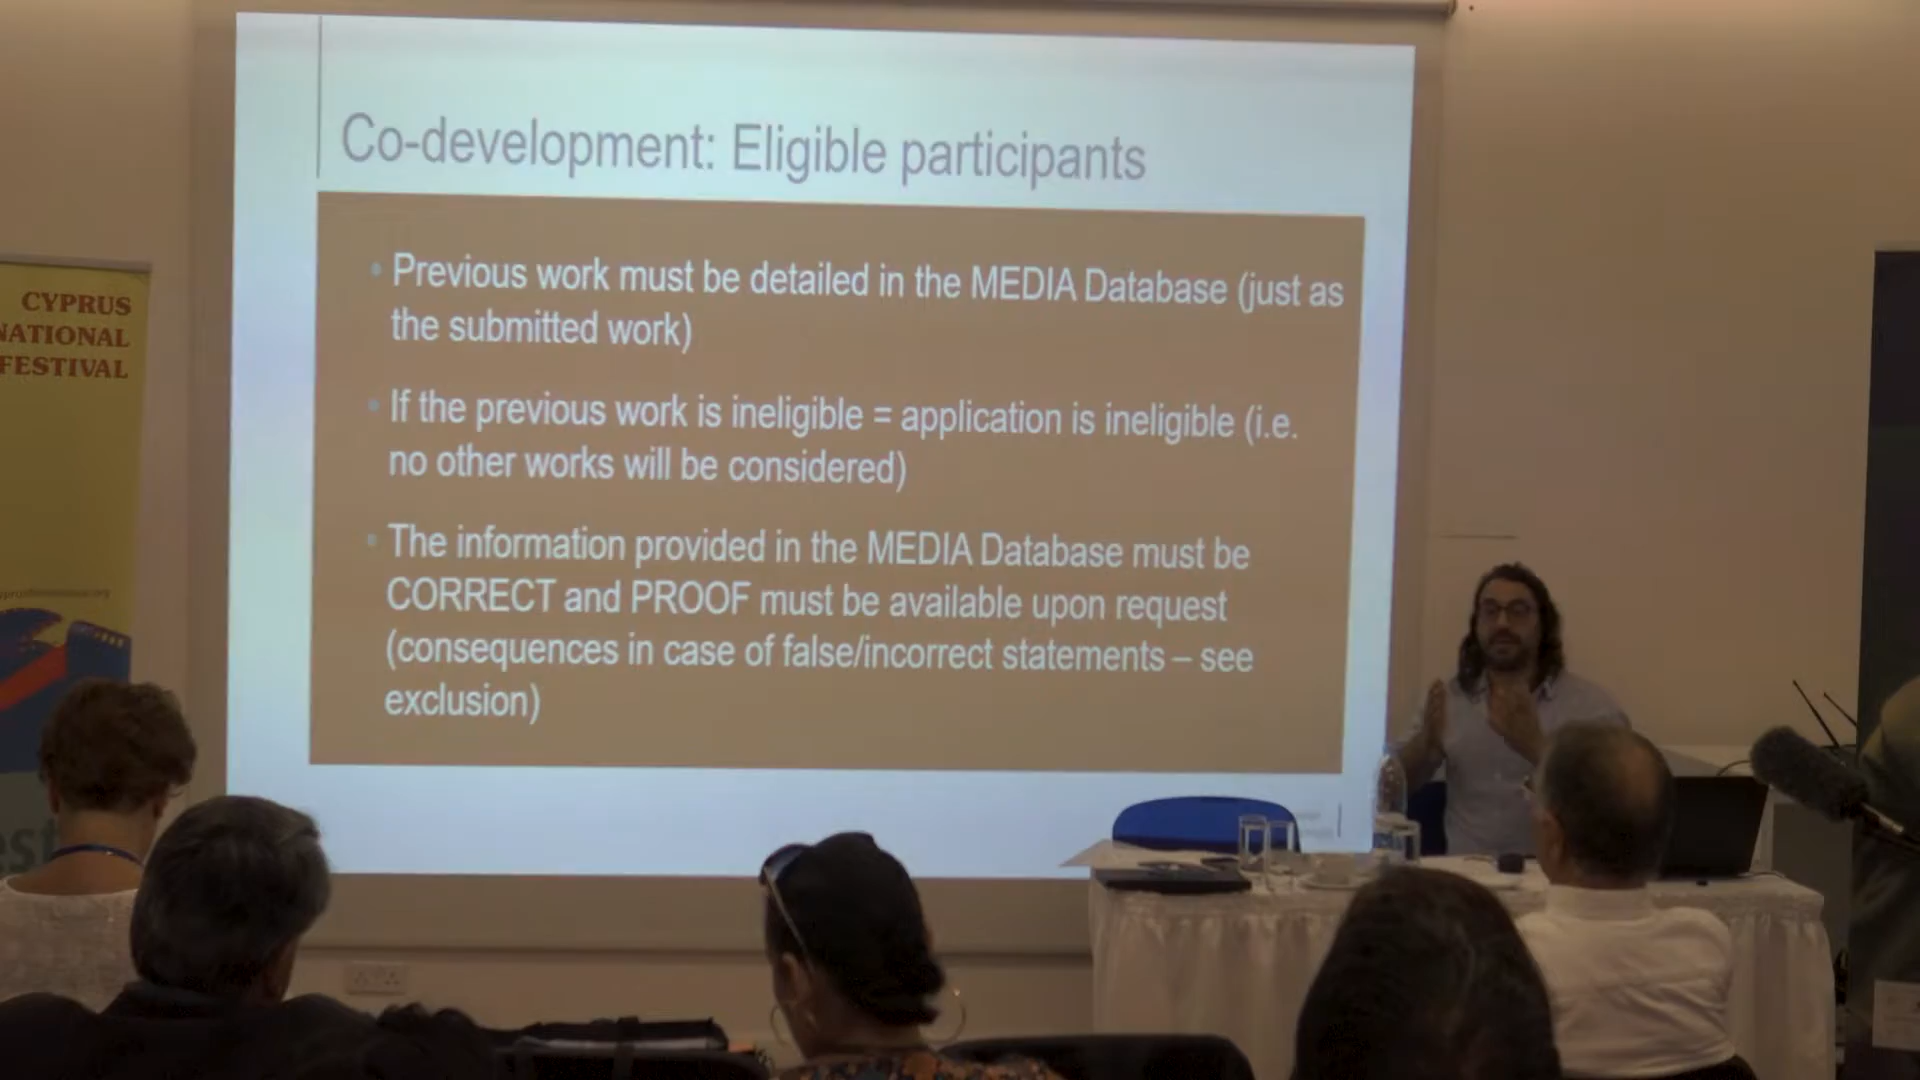 Co-development: Eligible participants
Previous work must be detailed in the MEDIA Database (just as
the submitted work)
If the previous work is ineligible = application is ineligible (i.e.
no other works will be considered)
The information provided in the MEDIA Database must be
CORRECT and PROOF must be available upon request
(consequences in case of false/incorrect statements – see
exclusion)
CYPRUS
NATIONAL
FESTIVAL
est